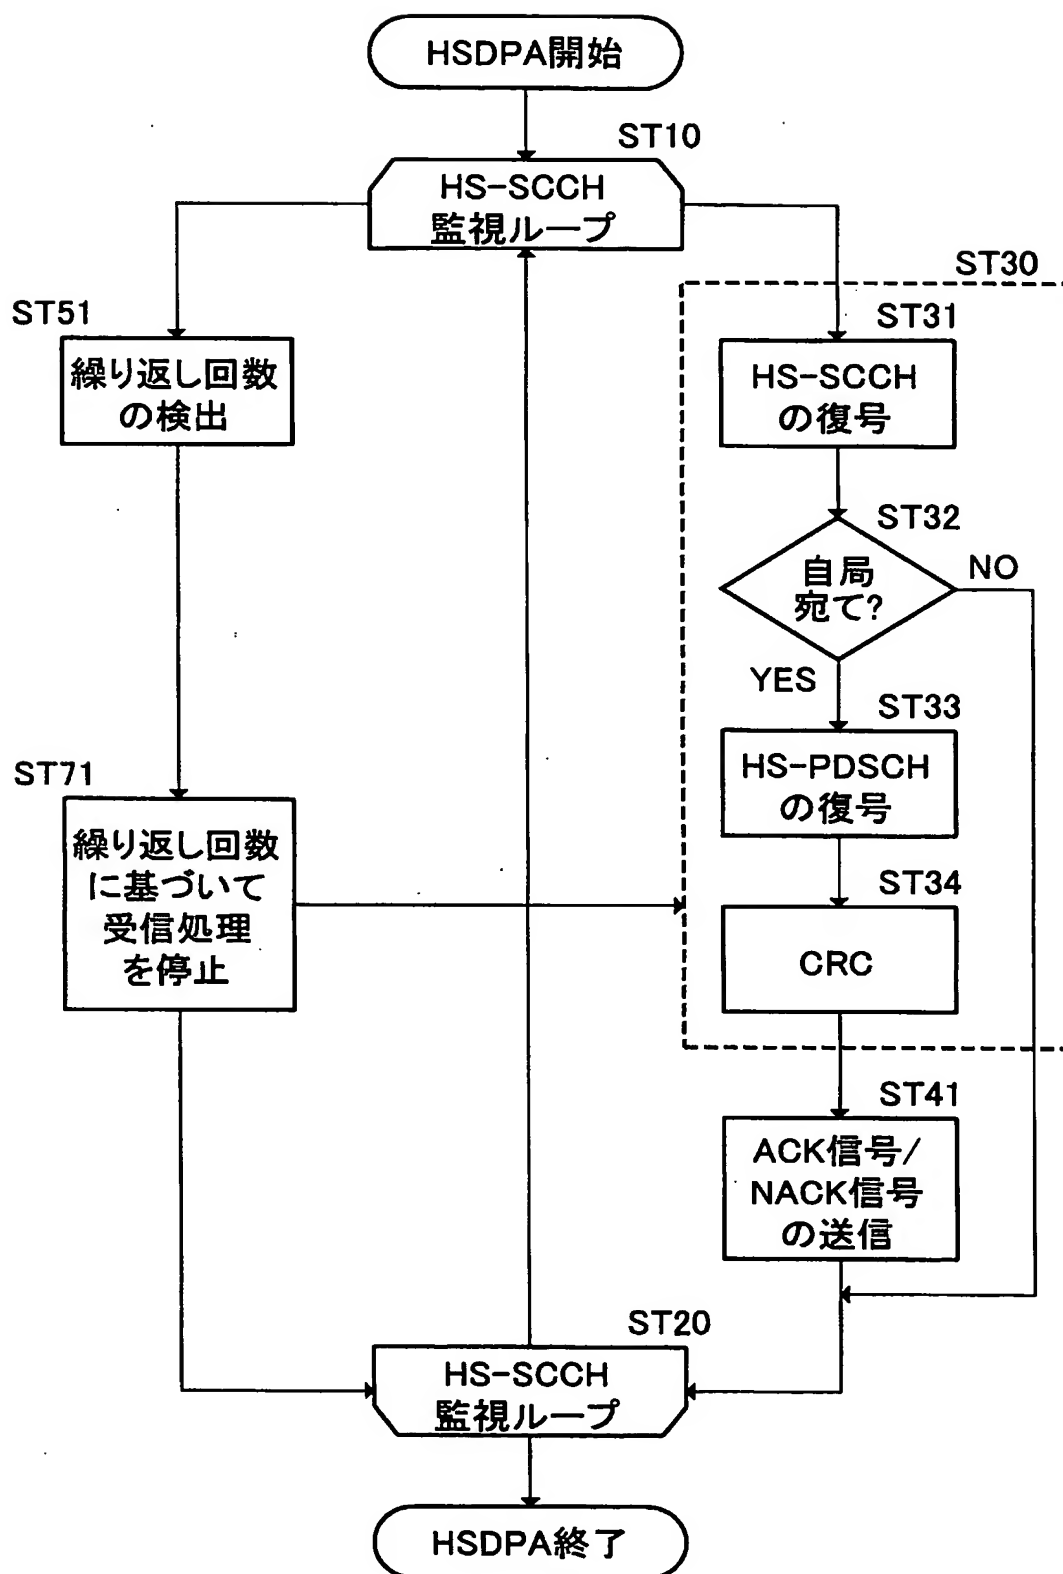 HSDPA開始
ST10
HS-SCCH
監視ループ
ST30
ST51
繰り返し回数
の検出
ST31
HS-SCCH
の復号
ST32
自局
宛て?
NO
YES
ST33
HS-PDSCH
の復号
ST71
繰り返し回数
に基づいて
受信処理
を停止
ST34
CRC
ST41
ACK信号/
NACK信号
の送信
ST20
HS-SCCH
監視ループ
HSDPA終了